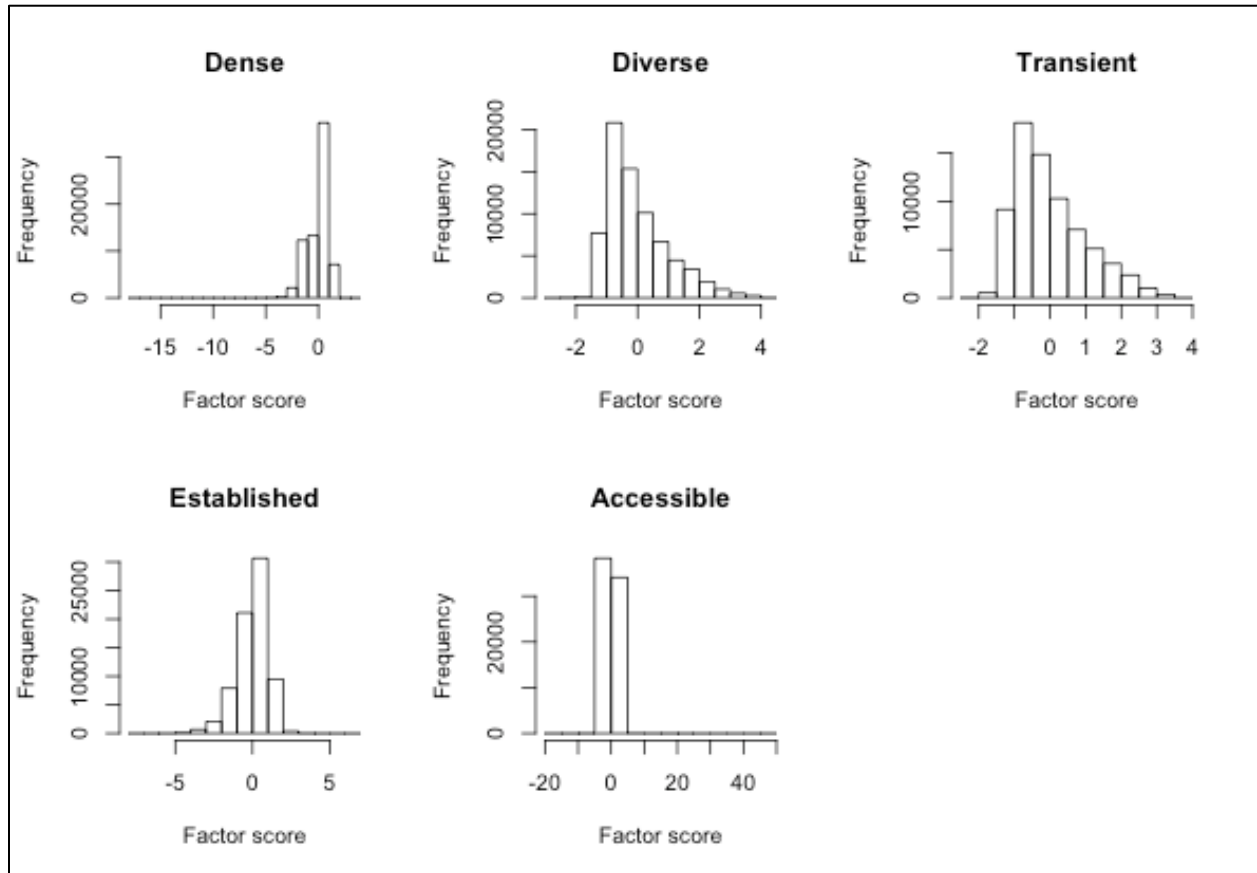 Dense
Frequency
0
20000
-15 -10 -5 0
Factor score
Diverse
Frequency
0 10000 20000
-2 0 2 4
Factor score
Transient
Frequency
0 10000
-2 0 1 2 3 4
Factor score
Established
Frequency
0 10000 25000
-5 0 5
Factor score
Accessible
Frequency
0 20000
-20 0 20 40
Factor score